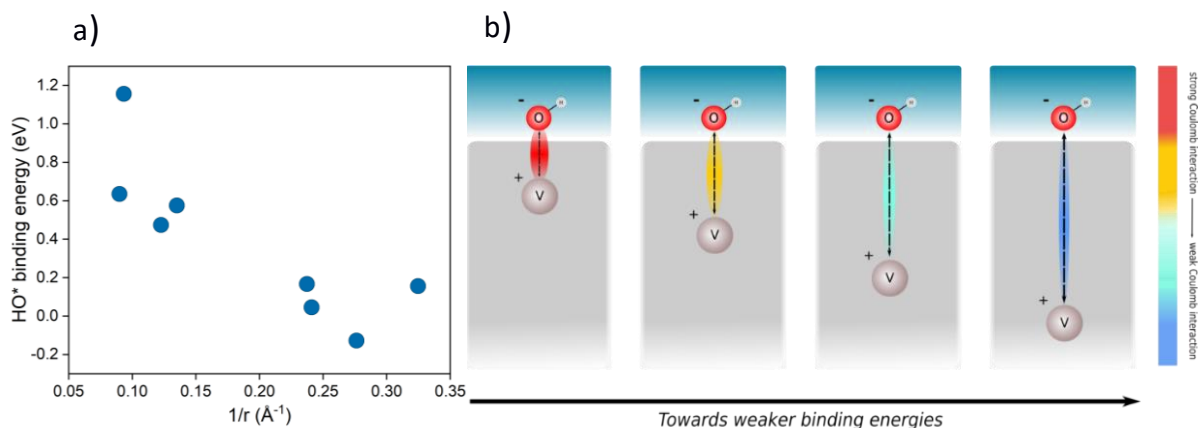 a)
b)
HO* binding energy (eV)
1.2
1.0
0.8
0.6
0.4
0.2
0.0
-0.2
0.05
0.10
0.15
0.20
0.25
0.30
0.35
1/r (Å⁻¹)
- O H
+ V
- O H
+ V
- O H
+ V
- O H
+ V
strong Coulomb interaction ⟶ weak Coulomb interaction
Towards weaker binding energies